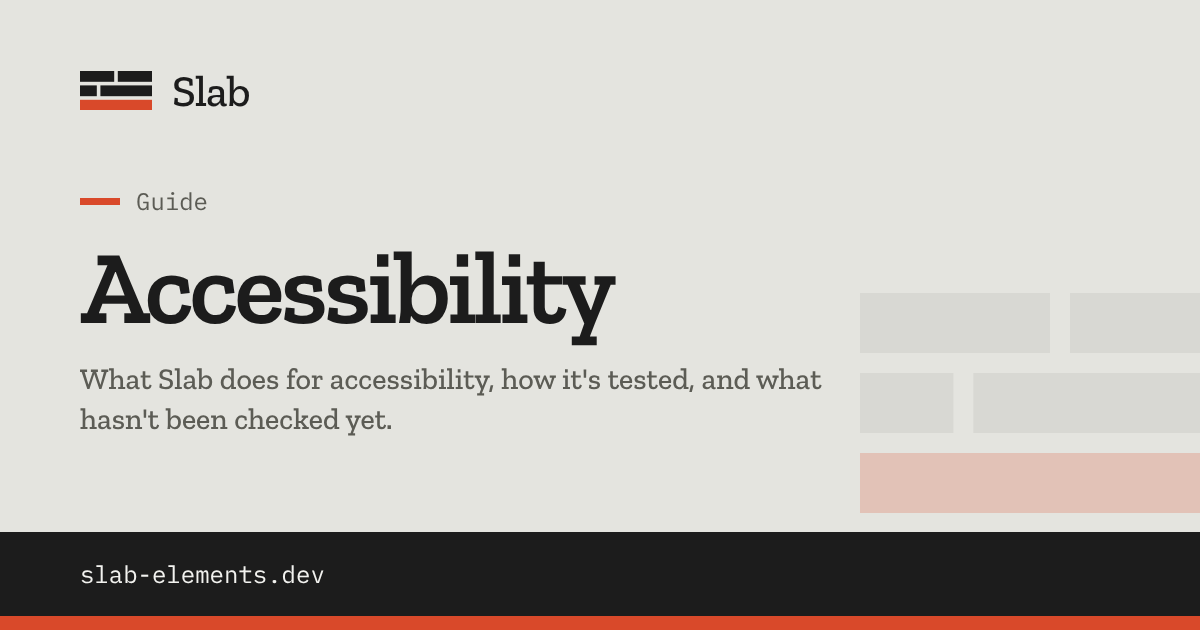 Slab
Guide
Accessibility
What Slab does for accessibility, how it's tested, and what
hasn't been checked yet.
slab-elements.dev